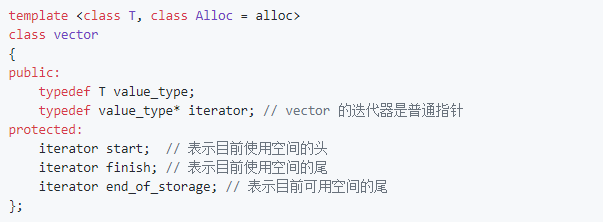 template <class T, class Alloc = alloc>
class vector
{
public:
    typedef T value_type;
    typedef value_type* iterator; // vector 的迭代器是普通指针
protected:
    iterator start;  // 表示目前使用空间的头
    iterator finish; // 表示目前使用空间的尾
    iterator end_of_storage; // 表示目前可用空间的尾
};